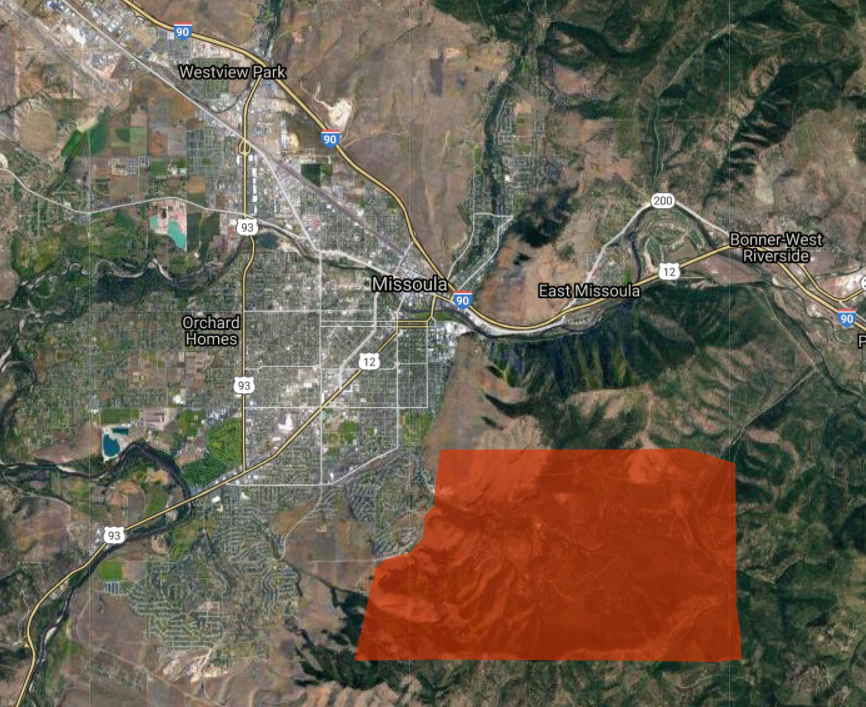 90
Westview Park
90
200
93
Bonner-West
Riverside
12
Missoula
East Missoula
90
90
Orchard
Homes
12
93
P
93